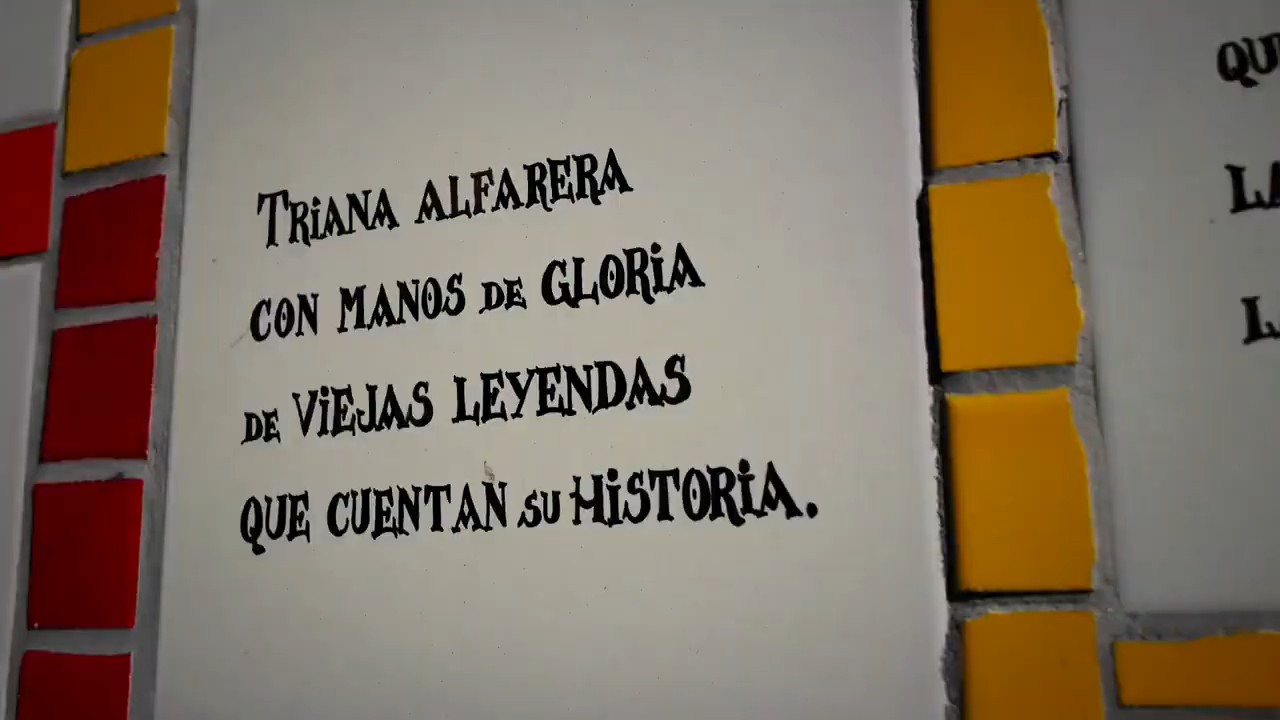 TRiANA ALFARERA
CON MANOS DE GLORiA
DE ViEJAS LEYENDAS
QUE CUENTAN SU HiSTORiA.